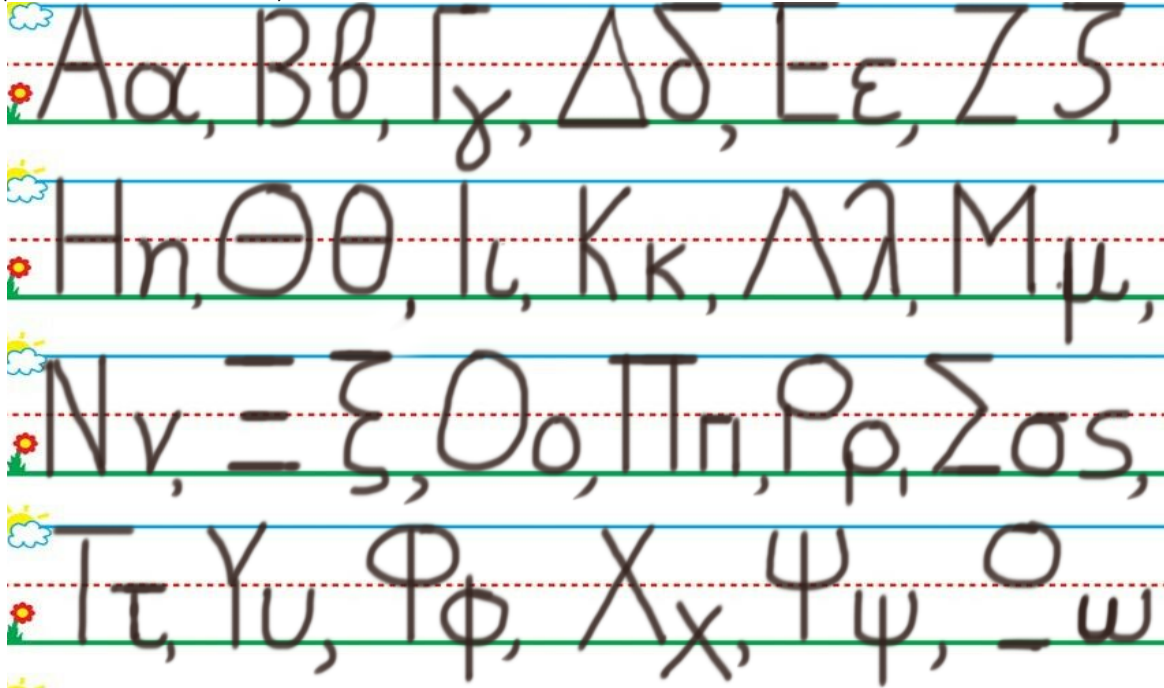 Αα, Ββ, Γγ, Δδ, Εε, Ζζ,
Ηη, Θθ, Ιι, Κκ, Λλ, Μμ,
Νν, Ξξ, Οο, Ππ, Ρρ, Σσς,
Ττ, Υυ, Φφ, Χχ, Ψψ, Ωω